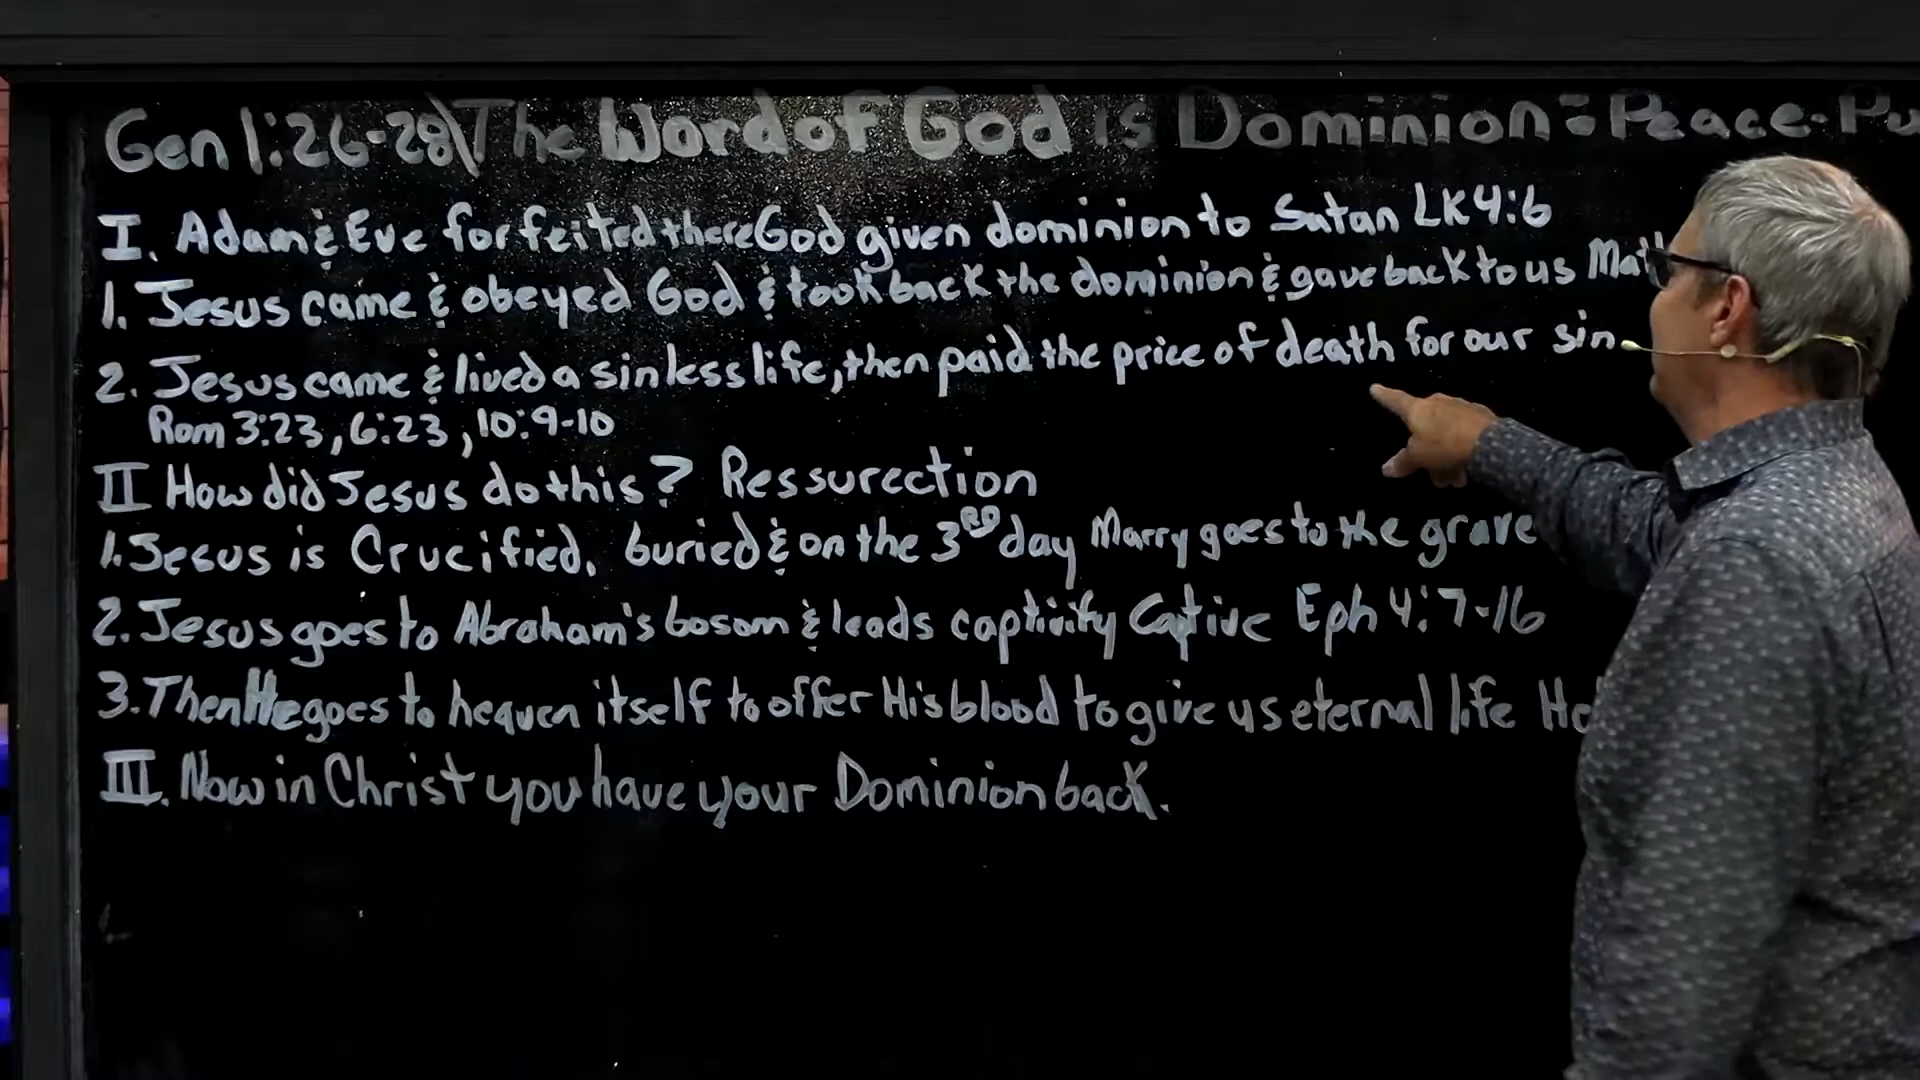 Gen 1:26-28\The Word of God is Dominion: Peace-Pu
I. Adam & Eve forfeited there God given dominion to Satan LK 4:6
1. Jesus came & obeyed God & took back the dominion & gave back to us Mat
2. Jesus came & lived a sinless life, then paid the price of death for our sin
Rom 3:23, 6:23, 10:9-10
II How did Jesus do this? Ressurection
1. Jesus is Crucified, buried & on the 3RD day Marry goes to the grave
2. Jesus goes to Abraham's bosom & leads captivity Captive Eph 4:7-16
3. Then He goes to heaven itself to offer His blood to give us eternal life He
III. Now in Christ you have your Dominion back.